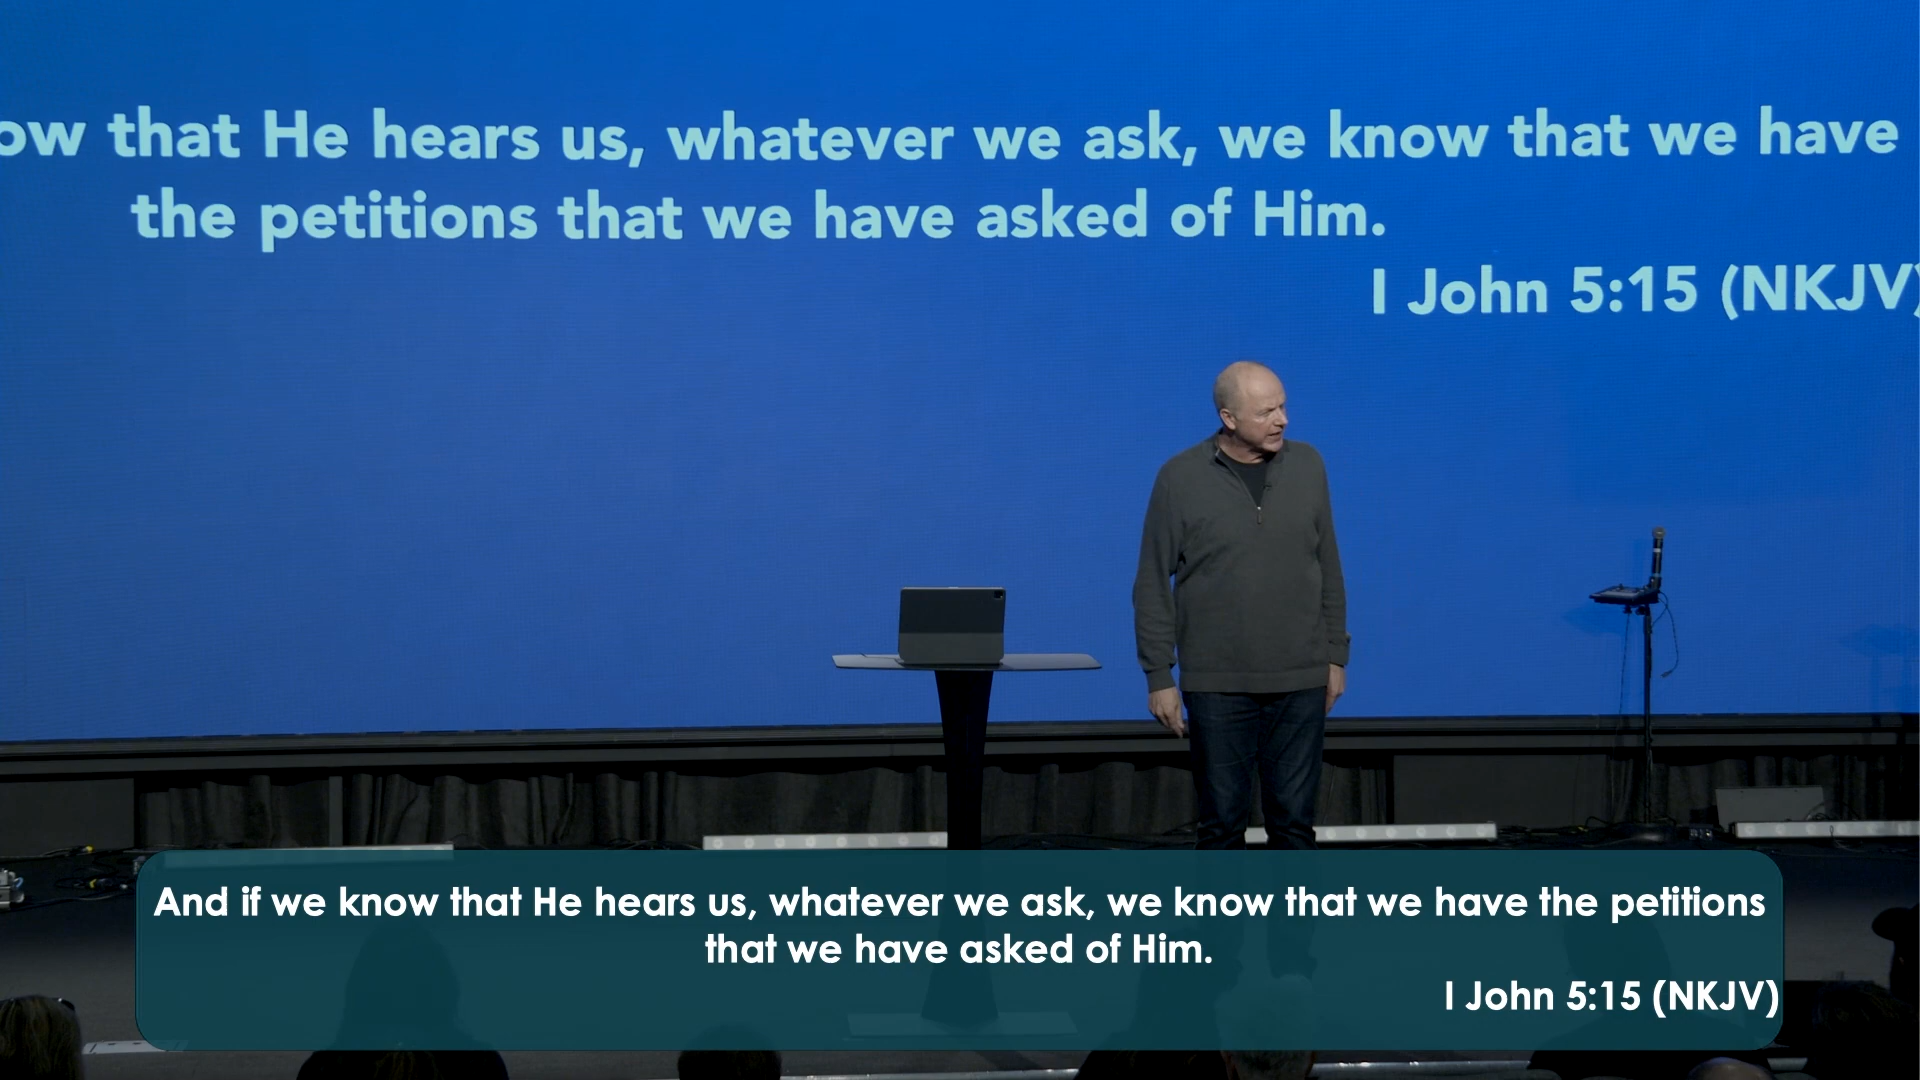 ow that He hears us, whatever we ask, we know that we have
the petitions that we have asked of Him.
I John 5:15 (NKJV)
And if we know that He hears us, whatever we ask, we know that we have the petitions
that we have asked of Him.
I John 5:15 (NKJV)